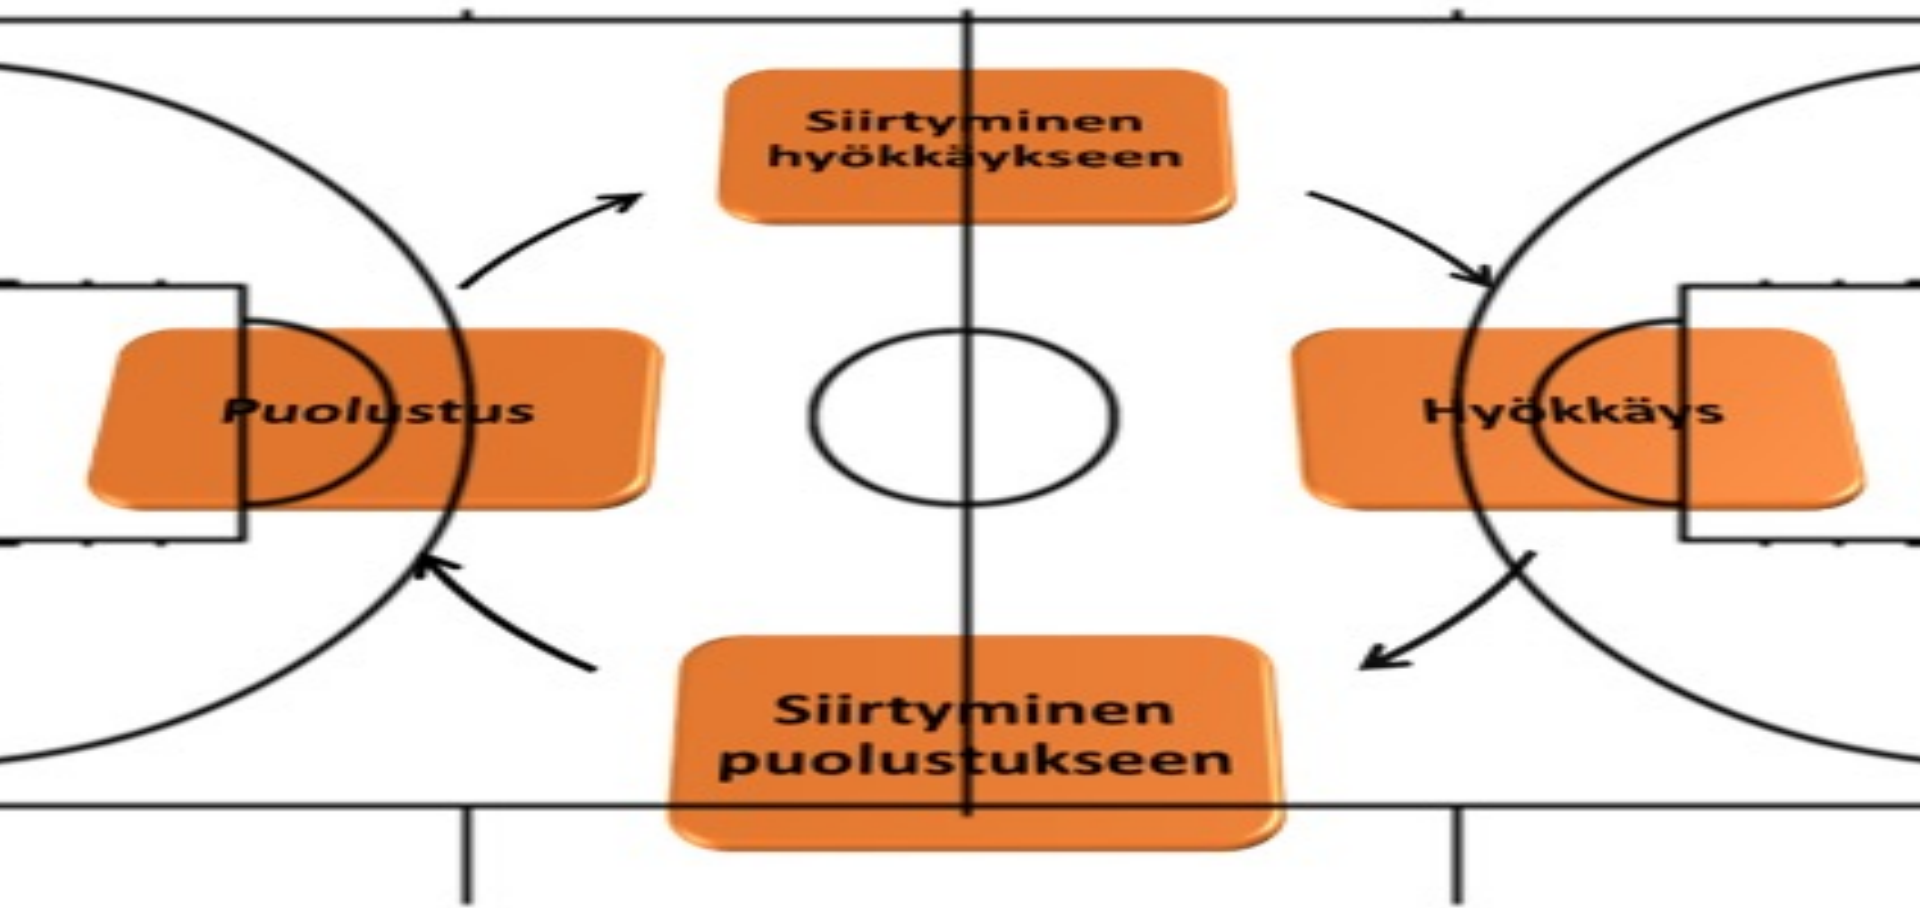 Siirtyminen
hyökkäykseen
Puolustus
Hyökkäys
Siirtyminen
puolustukseen